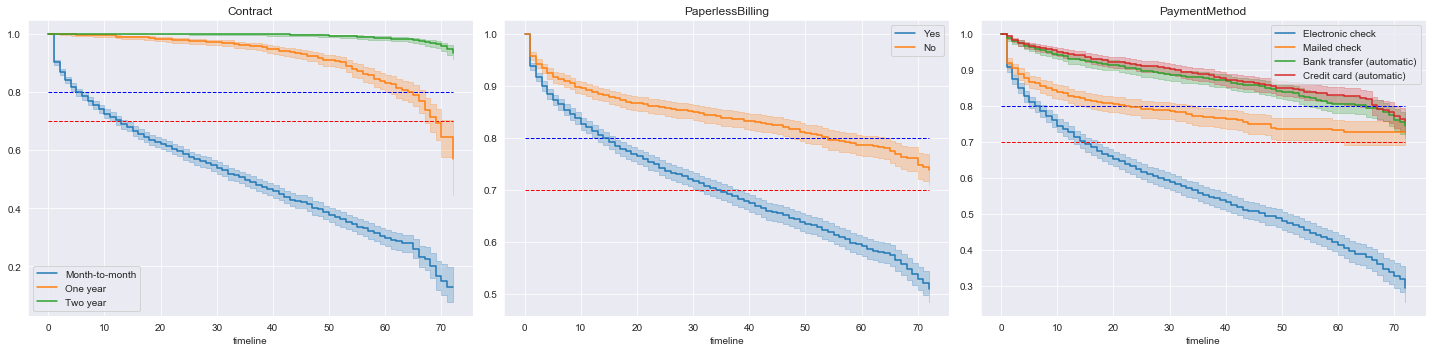 Contract
1.0
0.8
0.6
0.4
0.2
0
10
20
30
40
50
60
70
timeline
Month-to-month
One year
Two year
PaperlessBilling
1.0
0.9
0.8
0.7
0.6
0.5
0
10
20
30
40
50
60
70
timeline
Yes
No
PaymentMethod
1.0
0.9
0.8
0.7
0.6
0.5
0.4
0.3
0
10
20
30
40
50
60
70
timeline
Electronic check
Mailed check
Bank transfer (automatic)
Credit card (automatic)